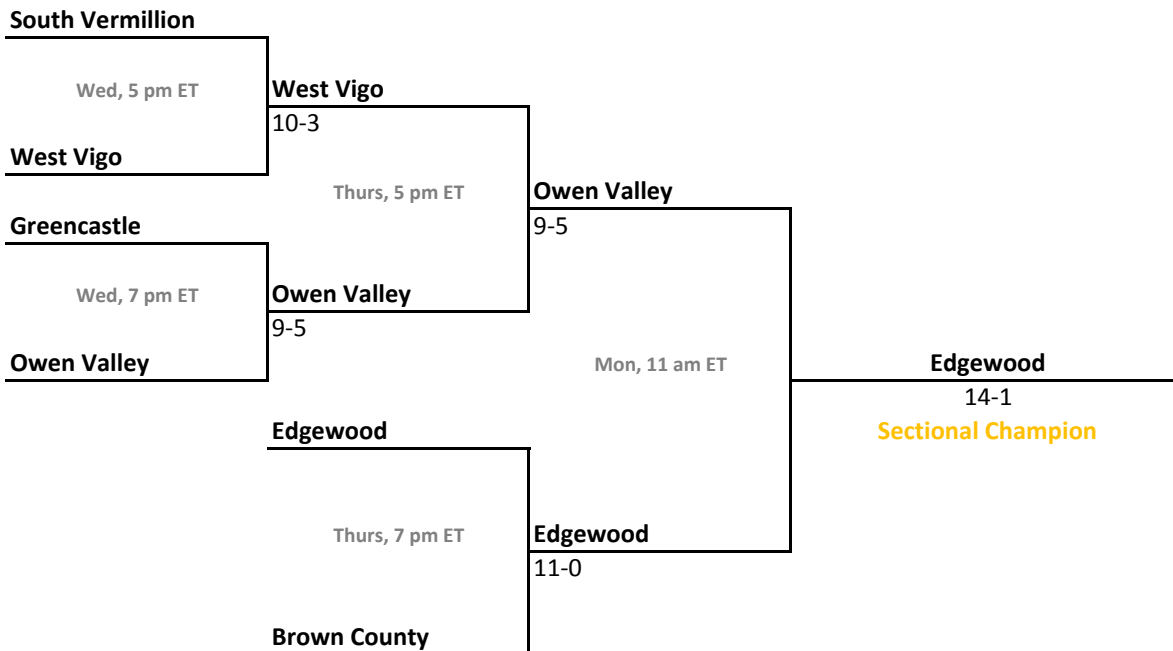 South Vermillion
Wed, 5 pm ET
West Vigo
10-3
West Vigo
Thurs, 5 pm ET
Owen Valley
9-5
Greencastle
Wed, 7 pm ET
Owen Valley
9-5
Owen Valley
Mon, 11 am ET
Edgewood
14-1
Sectional Champion
Edgewood
Thurs, 7 pm ET
Edgewood
11-0
Brown County